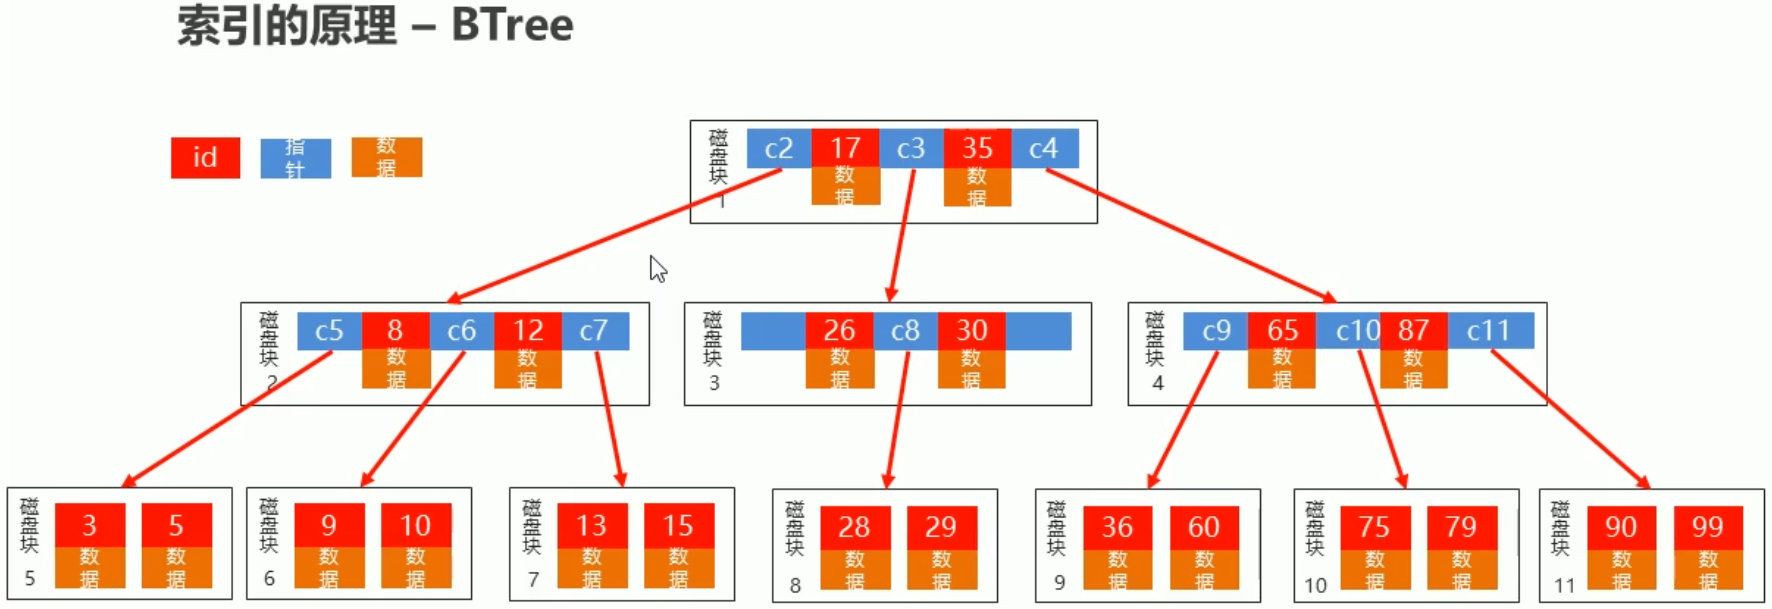 索引的原理 – BTree
id
指针
数据
磁盘块
1
c2 17 c3 35 c4
数据 数据
磁盘块
2
c5 8 c6 12 c7
数据 数据
磁盘块
3
26 c8 30
数据 数据
磁盘块
4
c9 65 c10 87 c11
数据 数据
磁盘块
5
3 5
数据 数据
磁盘块
6
9 10
数据 数据
磁盘块
7
13 15
数据 数据
磁盘块
8
28 29
数据 数据
磁盘块
9
36 60
数据 数据
磁盘块
10
75 79
数据 数据
磁盘块
11
90 99
数据 数据